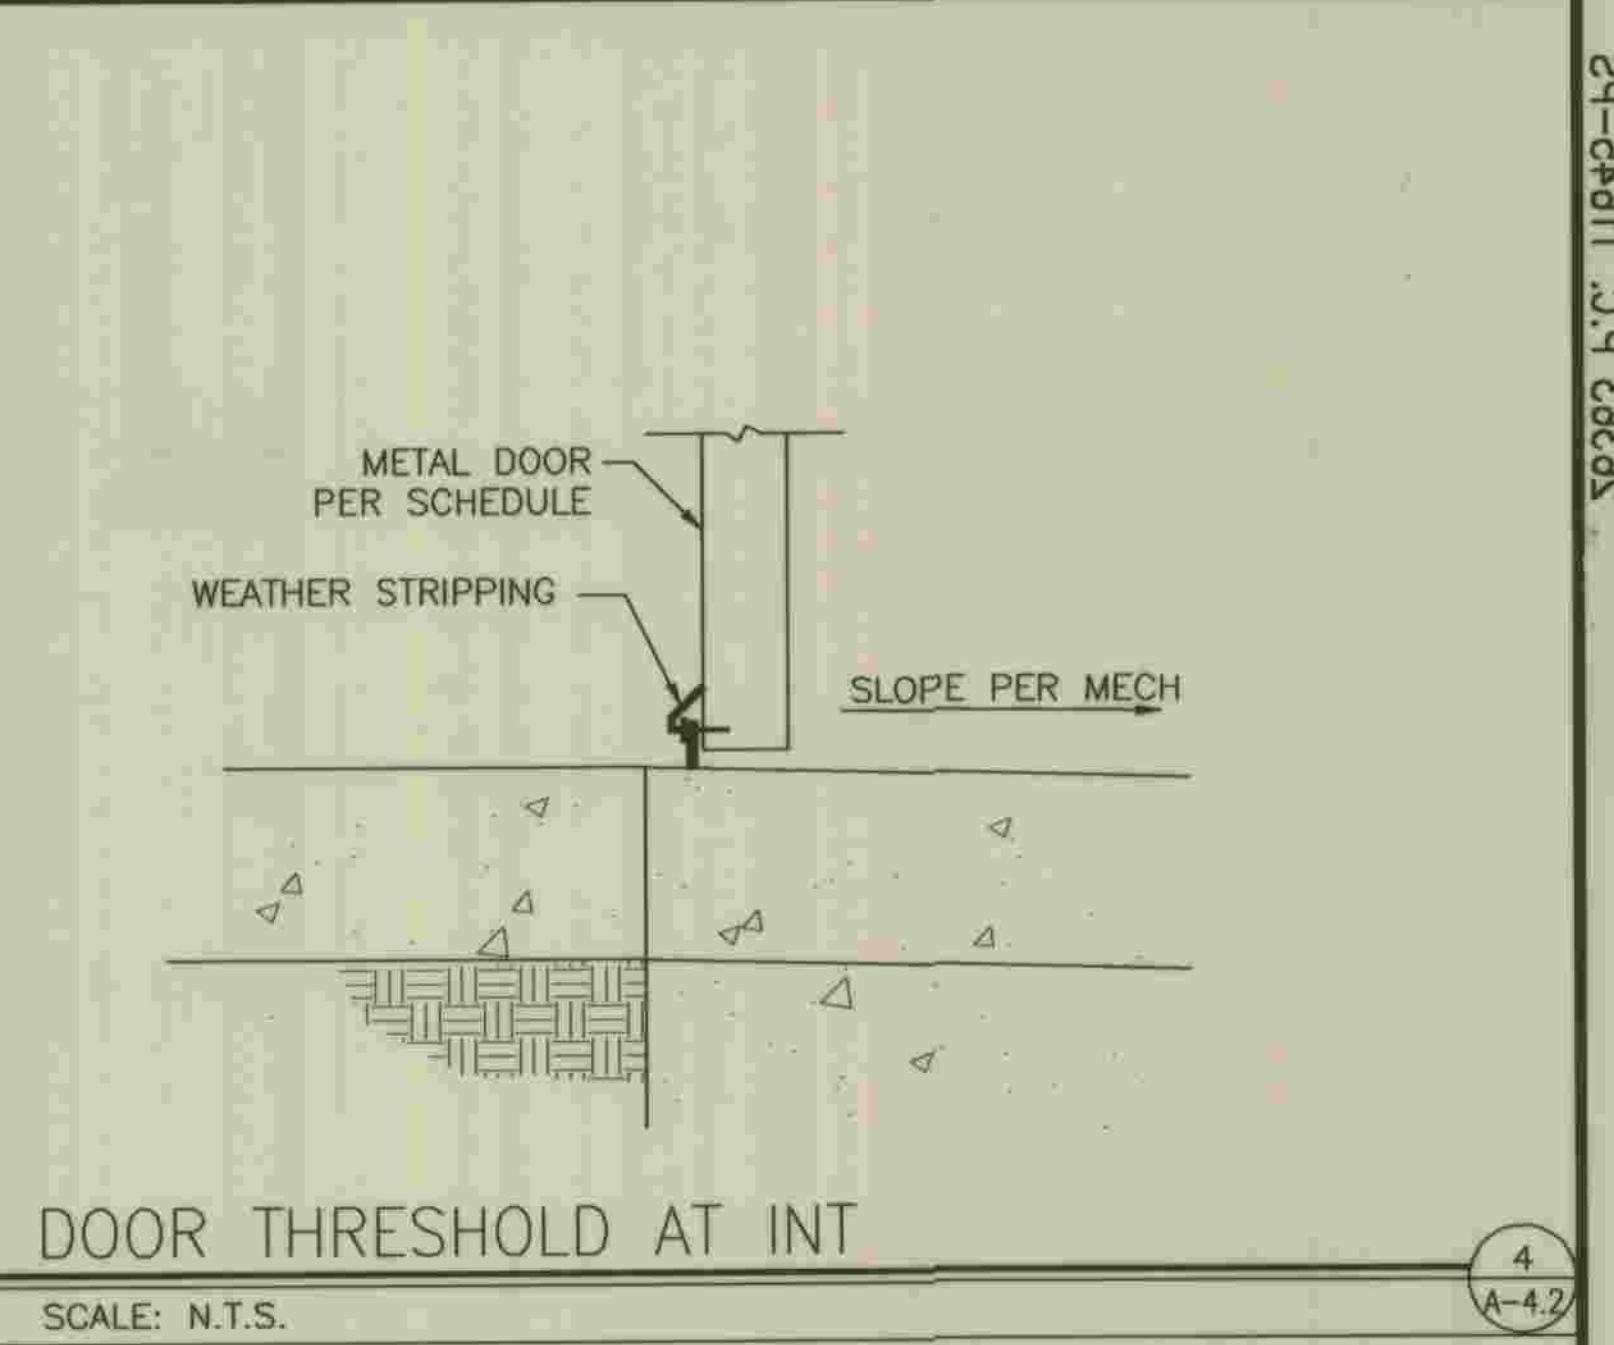 METAL DOOR
PER SCHEDULE
WEATHER STRIPPING
SLOPE PER MECH
DOOR THRESHOLD AT INT
4
A-4.2
SCALE: N.T.S.